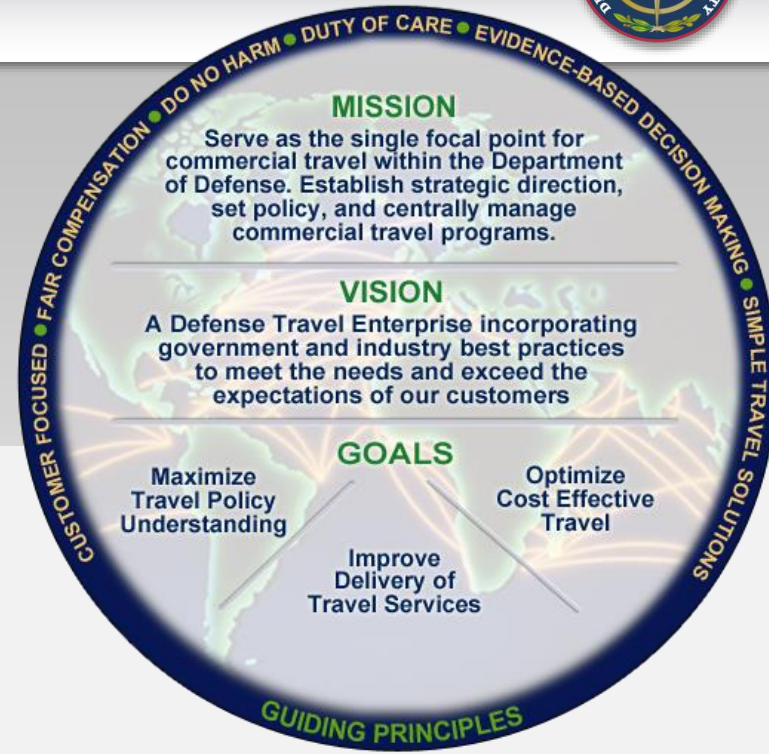 CUSTOMER FOCUSED • FAIR COMPENSATION • DO NO HARM • DUTY OF CARE • EVIDENCE-BASED DECISION MAKING • SIMPLE TRAVEL SOLUTIONS
MISSION
Serve as the single focal point for
commercial travel within the Department
of Defense. Establish strategic direction,
set policy, and centrally manage
commercial travel programs.
VISION
A Defense Travel Enterprise incorporating
government and industry best practices
to meet the needs and exceed the
expectations of our customers
GOALS
Maximize
Travel Policy
Understanding
Optimize
Cost Effective
Travel
Improve
Delivery of
Travel Services
GUIDING PRINCIPLES